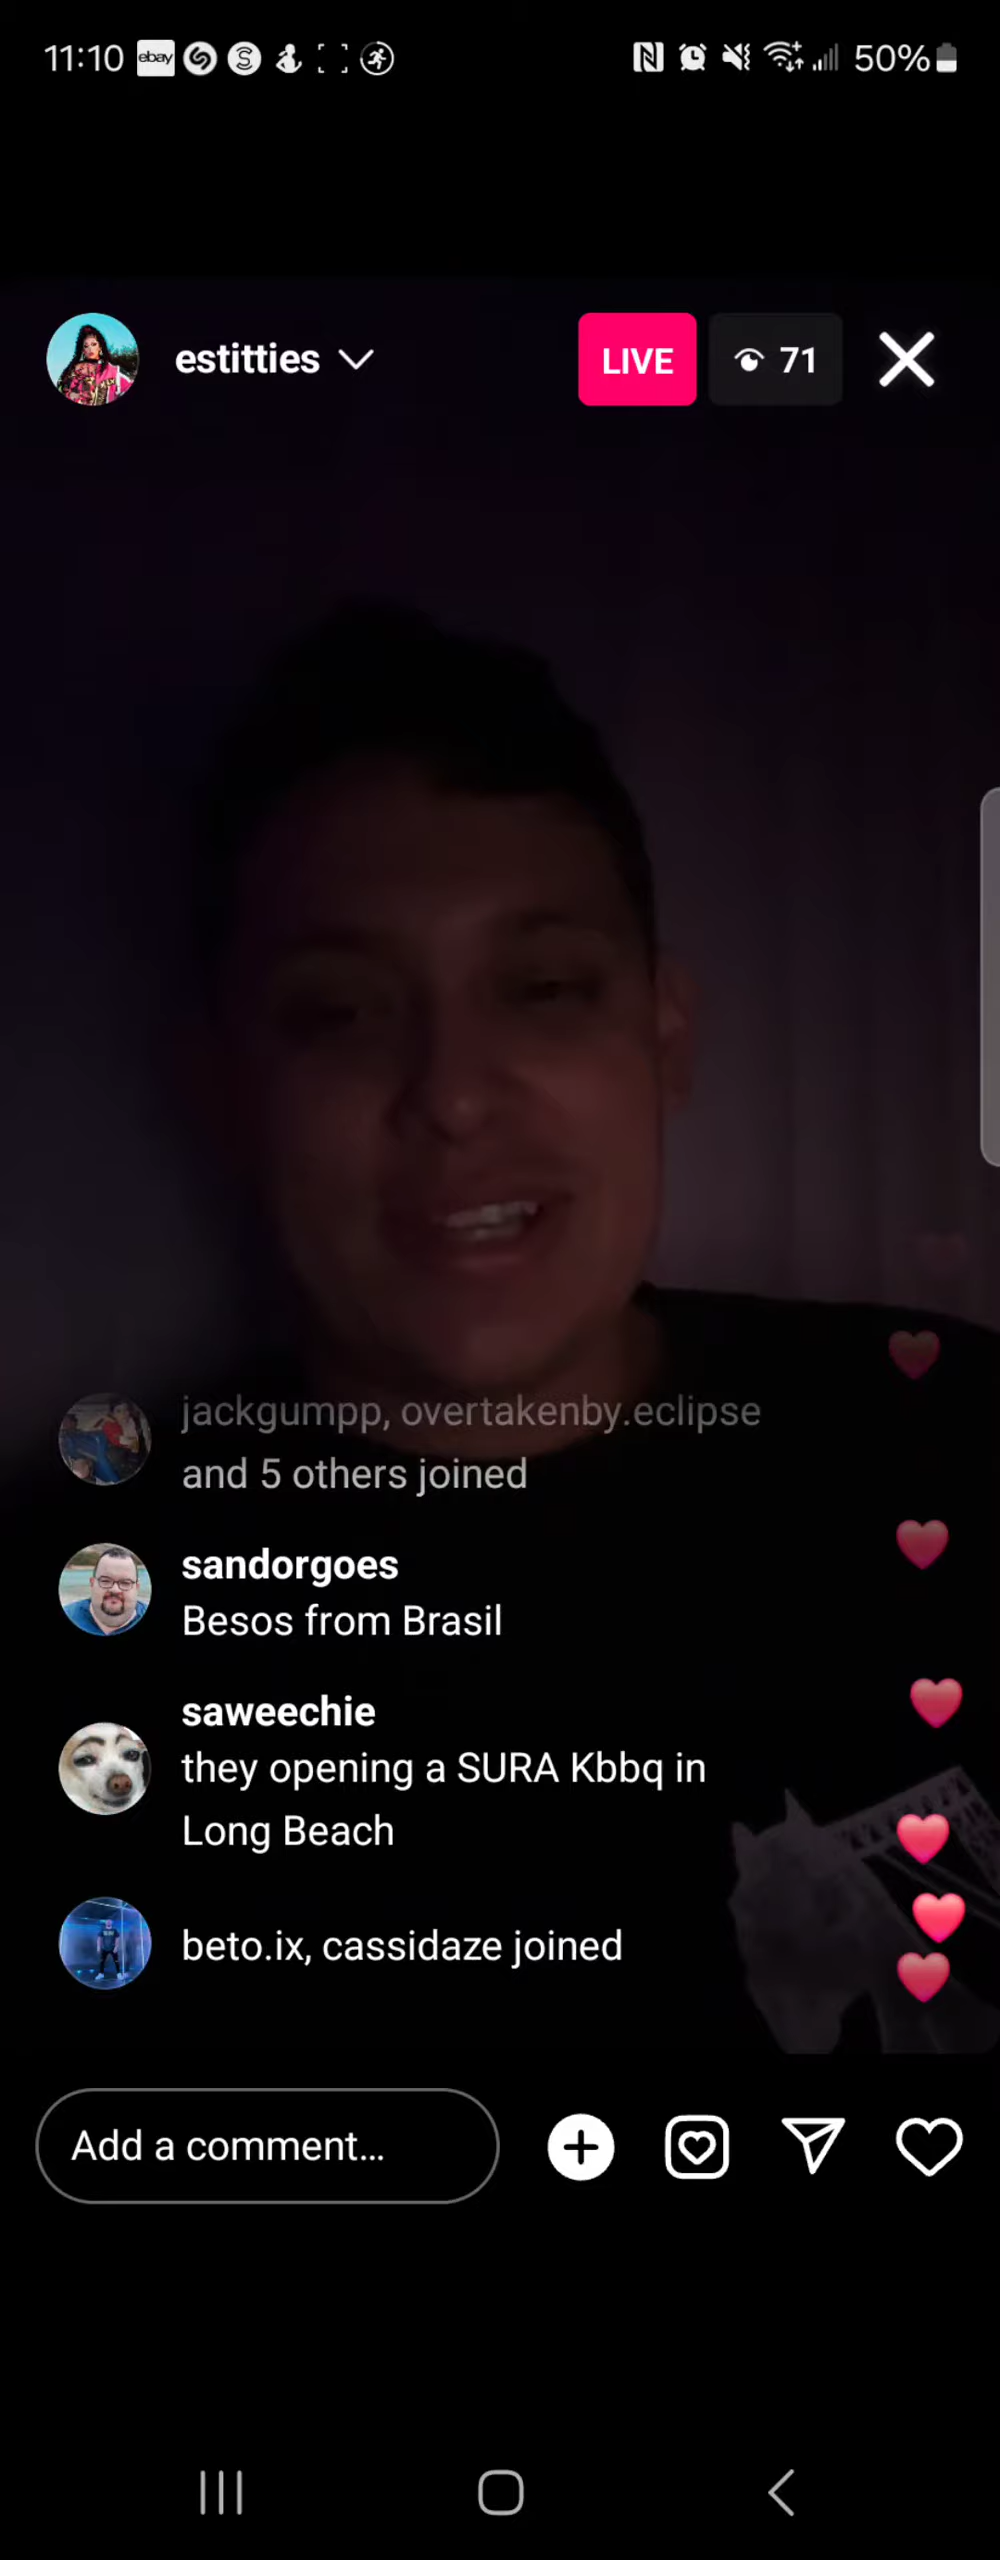 11:10 ebay 50%
estitties LIVE 71
jackgumpp, overtakenby.eclipse
and 5 others joined
sandorgoes
Besos from Brasil
saweechie
they opening a SURA Kbbq in
Long Beach
beto.ix, cassidaze joined
Add a comment...